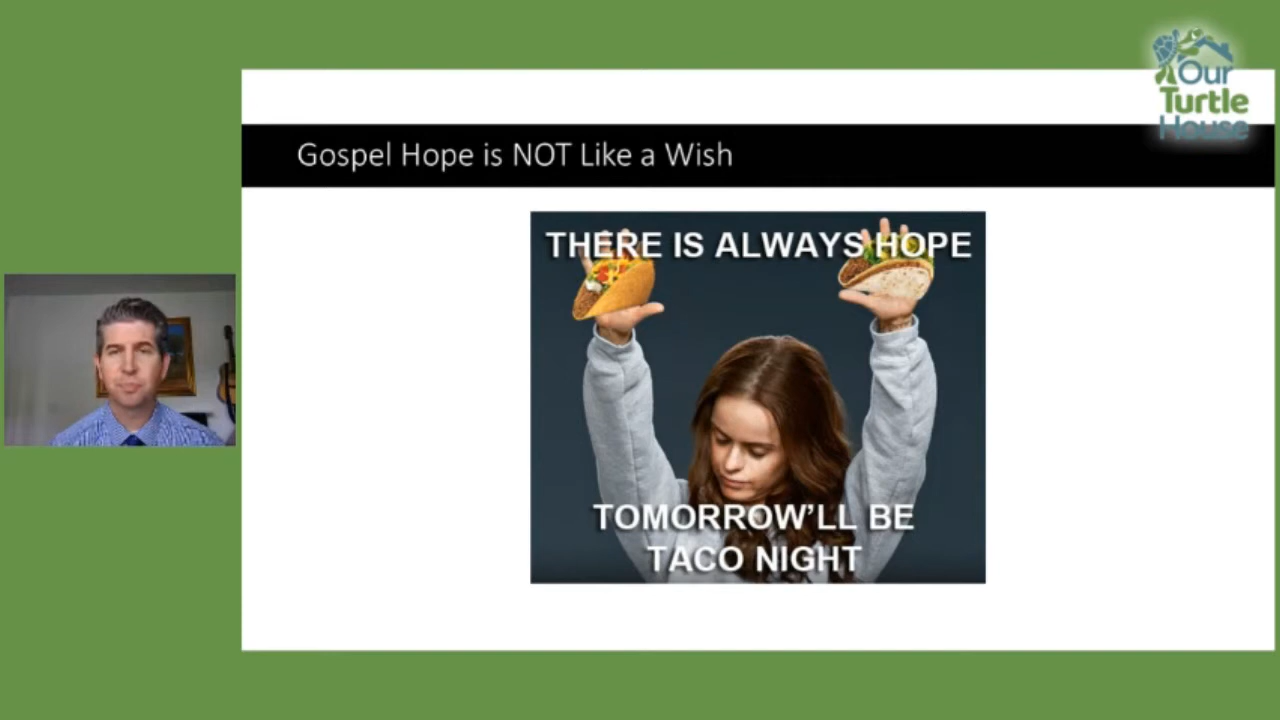 Our
Turtle
House
Gospel Hope is NOT Like a Wish
THERE IS ALWAYS HOPE
TOMORROW'LL BE
TACO NIGHT